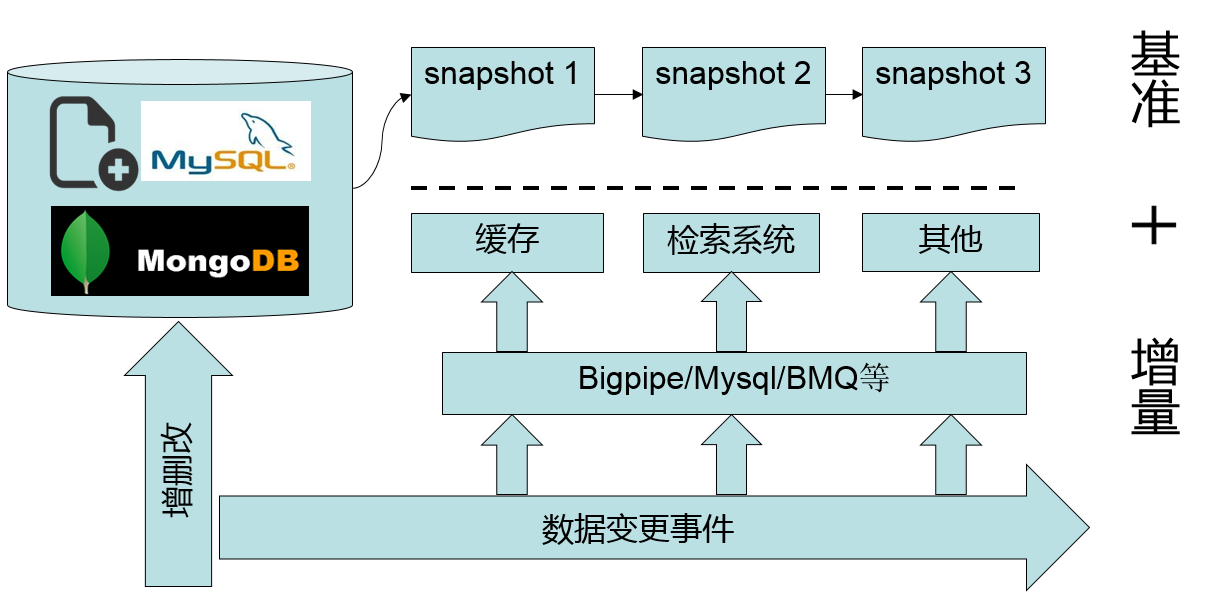 snapshot 1
snapshot 2
snapshot 3
基准
+
增量
MySQL®
MongoDB
缓存
检索系统
其他
Bigpipe/Mysql/BMQ等
增删改
数据变更事件